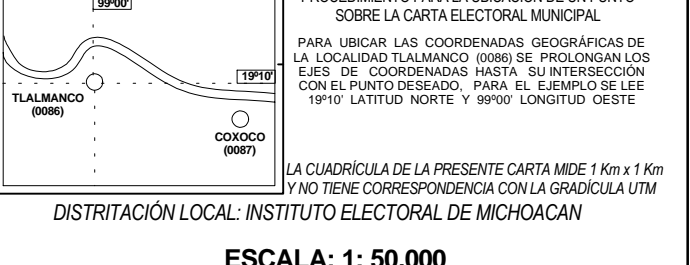 99º00'
PROCEDIMIENTO PARA LA UBICACIÓN DE UN PUNTO
SOBRE LA CARTA ELECTORAL MUNICIPAL
PARA UBICAR LAS COORDENADAS GEOGRÁFICAS DE
LA LOCALIDAD TLALMANCO (0086) SE PROLONGAN LOS
EJES DE COORDENADAS HASTA SU INTERSECCIÓN
CON EL PUNTO DESEADO, PARA EL EJEMPLO SE LEE
19º10' LATITUD NORTE Y 99º00' LONGITUD OESTE
19º10'
TLALMANCO
(0086)
COXOCO
(0087)
LA CUADRÍCULA DE LA PRESENTE CARTA MIDE 1 Km x 1 Km
Y NO TIENE CORRESPONDENCIA CON LA GRADÍCULA UTM
DISTRITACIÓN LOCAL: INSTITUTO ELECTORAL DE MICHOACAN
ESCALA: 1: 50,000